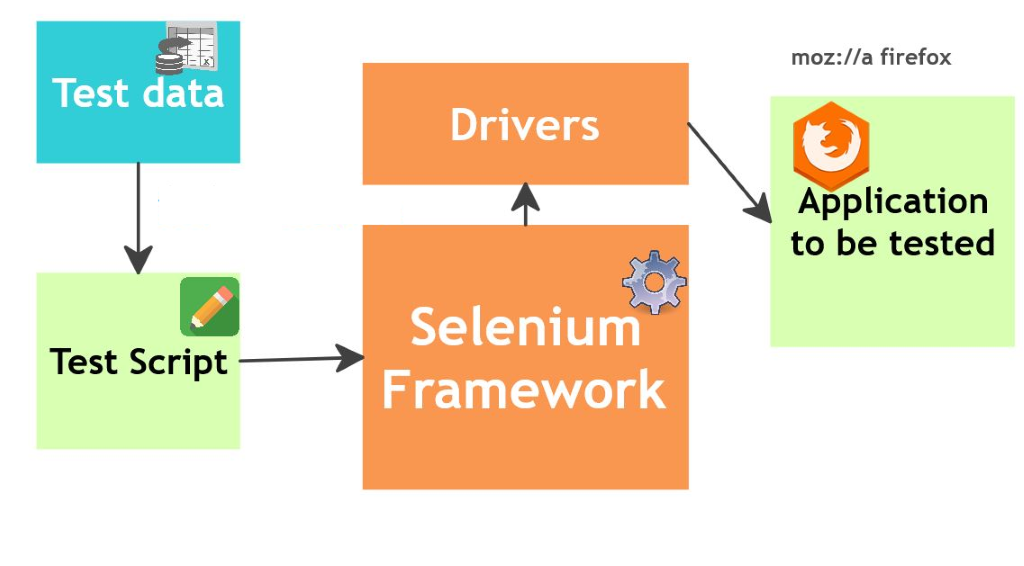 Test data
Drivers
moz://a firefox
Application
to be tested
Test Script
Selenium
Framework